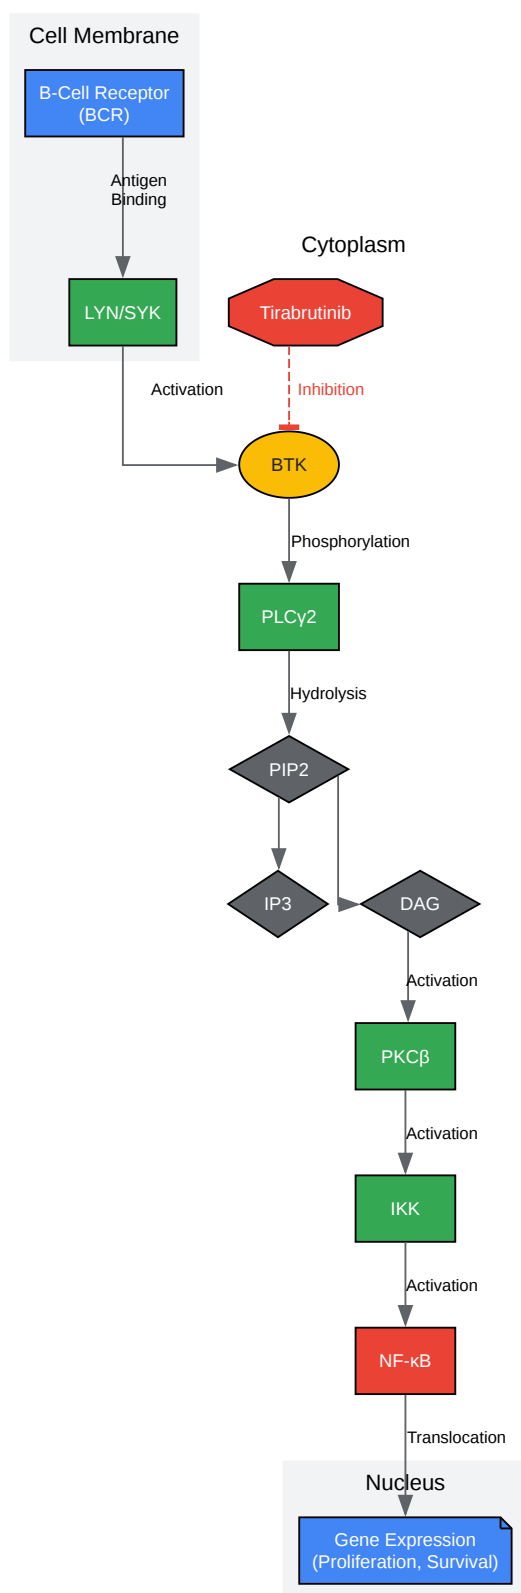 Cell Membrane
B-Cell Receptor
(BCR)
Antigen
Binding
Cytoplasm
LYN/SYK
Tirabrutinib
Activation
Inhibition
BTK
Phosphorylation
PLCγ2
Hydrolysis
PIP2
IP3
DAG
Activation
PKCβ
Activation
IKK
Activation
NF-κB
Translocation
Nucleus
Gene Expression
(Proliferation, Survival)